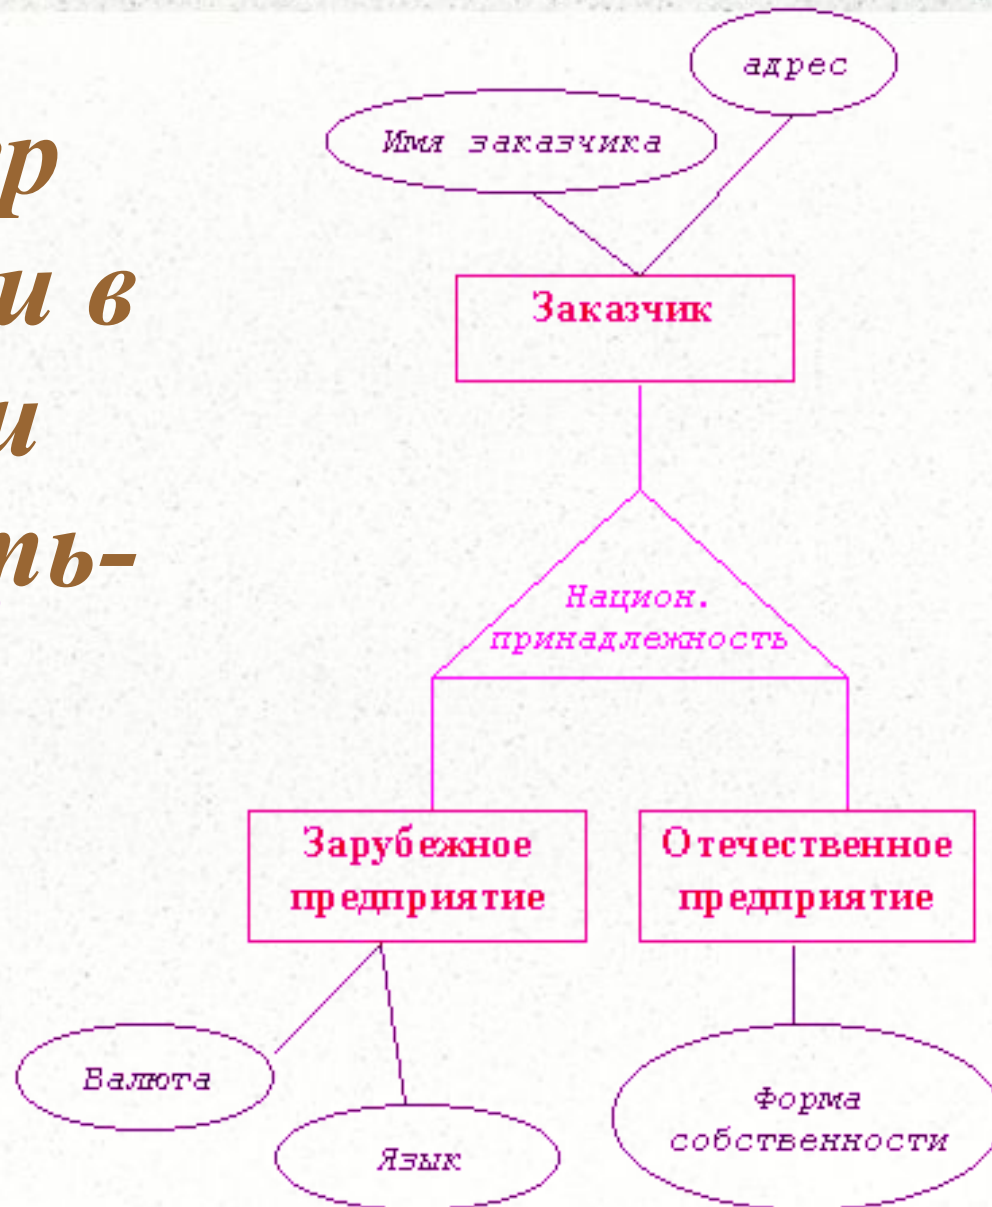 адрес
Имя заказчика
р
и в
и
ть-
Заказчик
Национ.
принадлежность
Зарубежное
предприятие
Отечественное
предприятие
Валюта
Язык
Форма
собственности